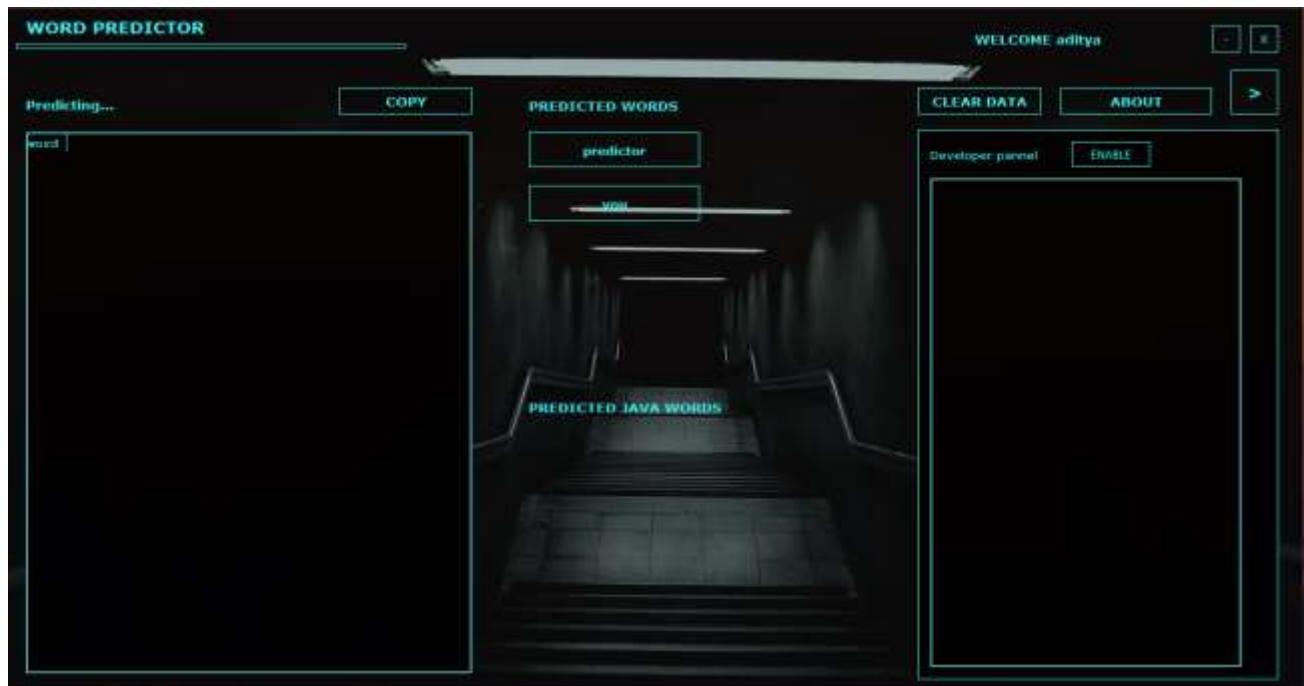 WORD PREDICTOR
WELCOME aditya
-
X
Predicting...
COPY
PREDICTED WORDS
CLEAR DATA
ABOUT
>
word
predictor
you
Developer pannel
ENABLE
PREDICTED JAVA WORDS